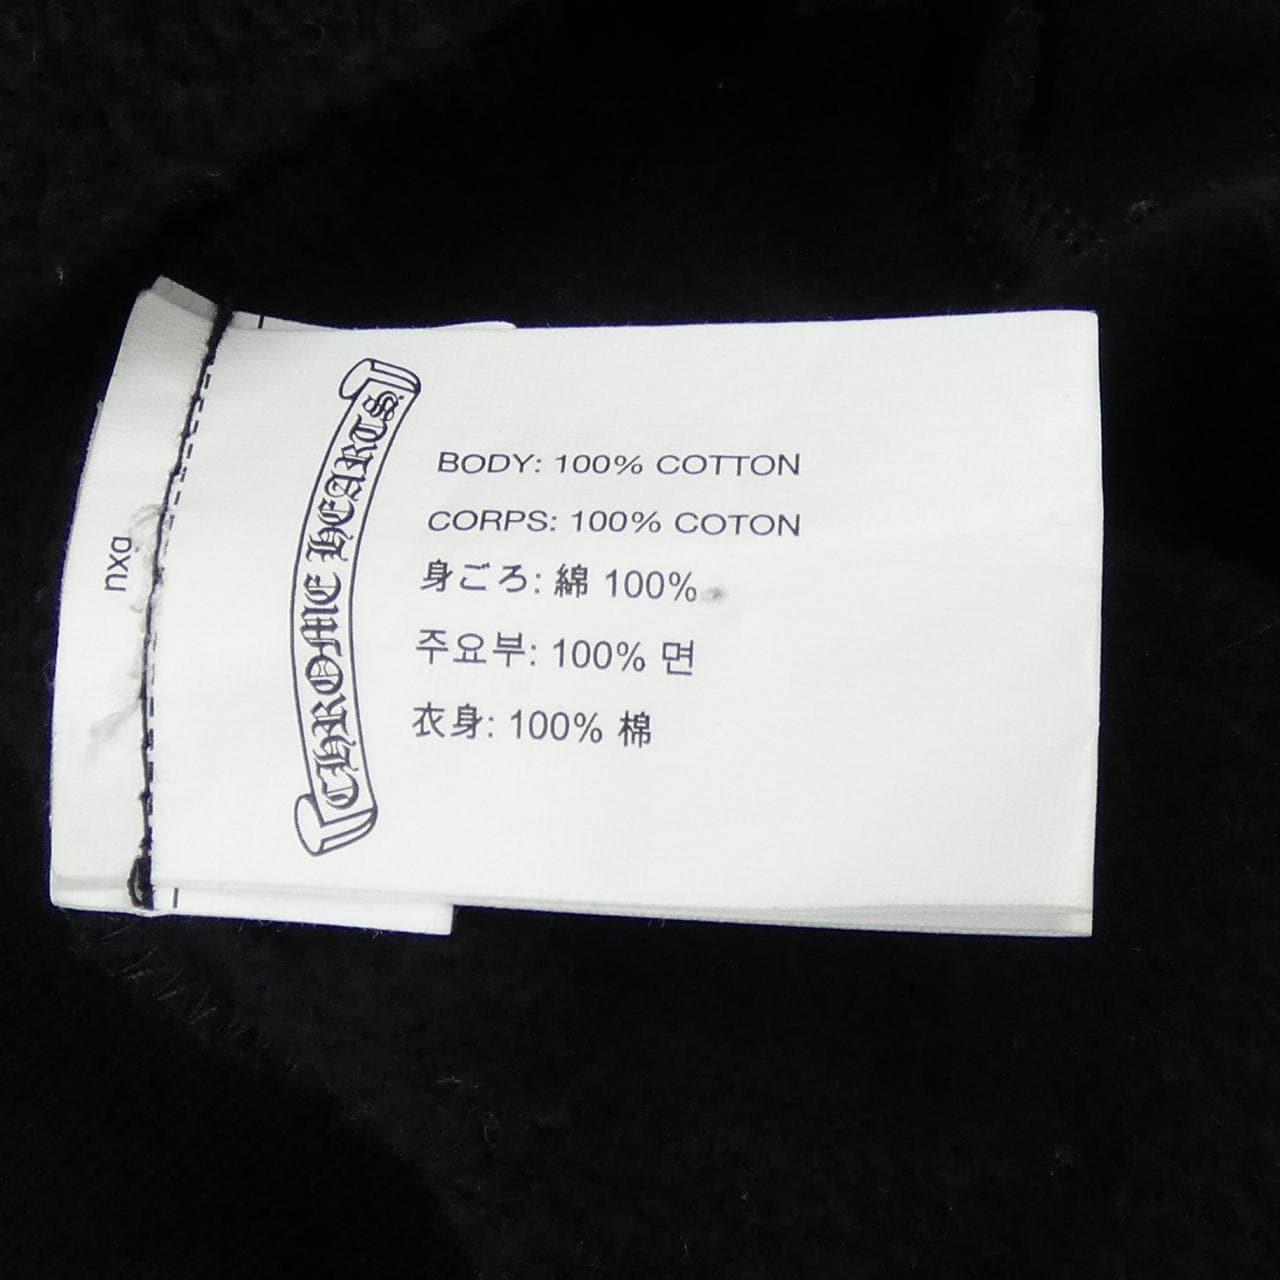 CHROME HEARTS
BODY: 100% COTTON
CORPS: 100% COTON
身ごろ: 綿 100%
주요부: 100% 면
衣身: 100% 棉